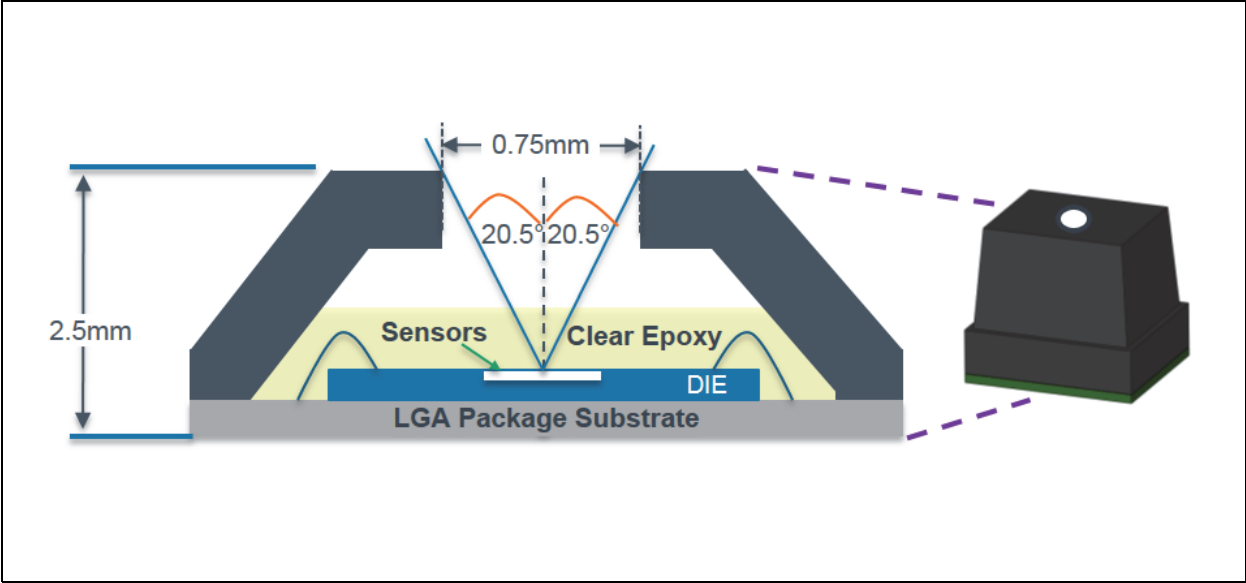 0.75mm
20.5° 20.5°
2.5mm
Sensors
Clear Epoxy
DIE
LGA Package Substrate